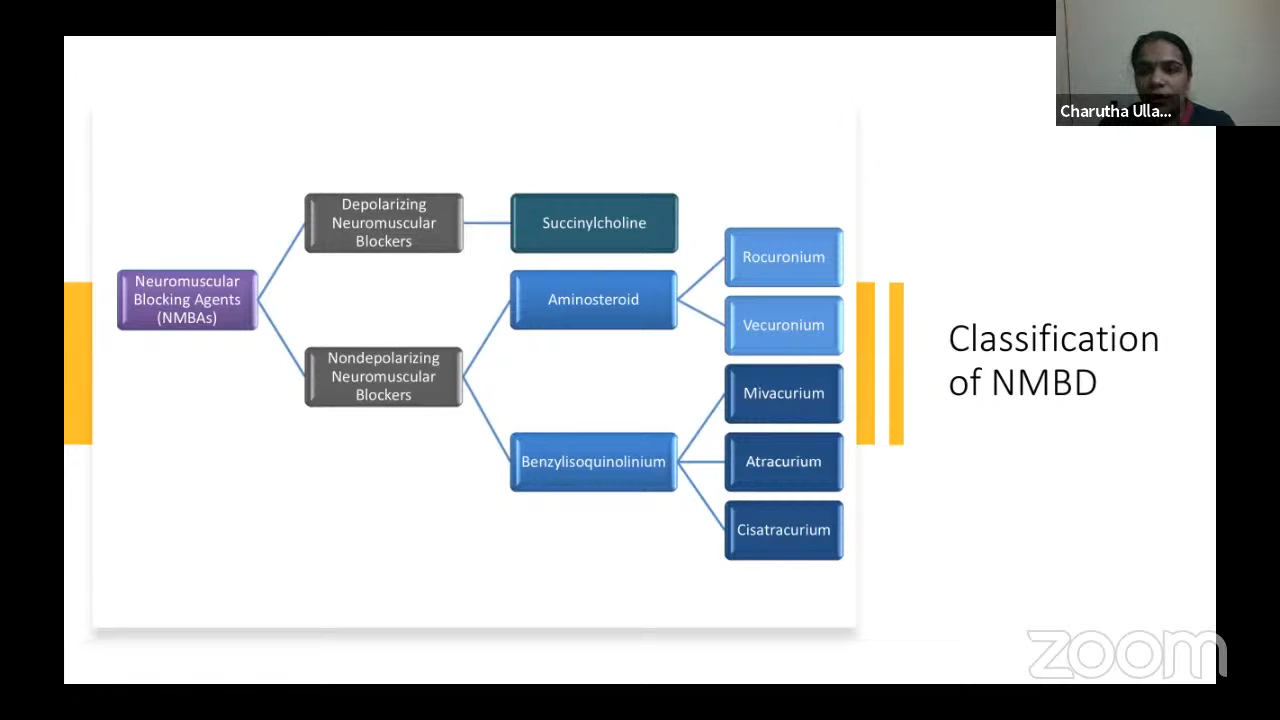 Charutha Ulla...
Depolarizing
Neuromuscular
Blockers
Succinylcholine
Rocuronium
Neuromuscular
Blocking Agents
(NMBAs)
Aminosteroid
Vecuronium
Nondepolarizing
Neuromuscular
Blockers
Mivacurium
Benzylisoquinolinium
Atracurium
Cisatracurium
Classification
of NMBD
zoom